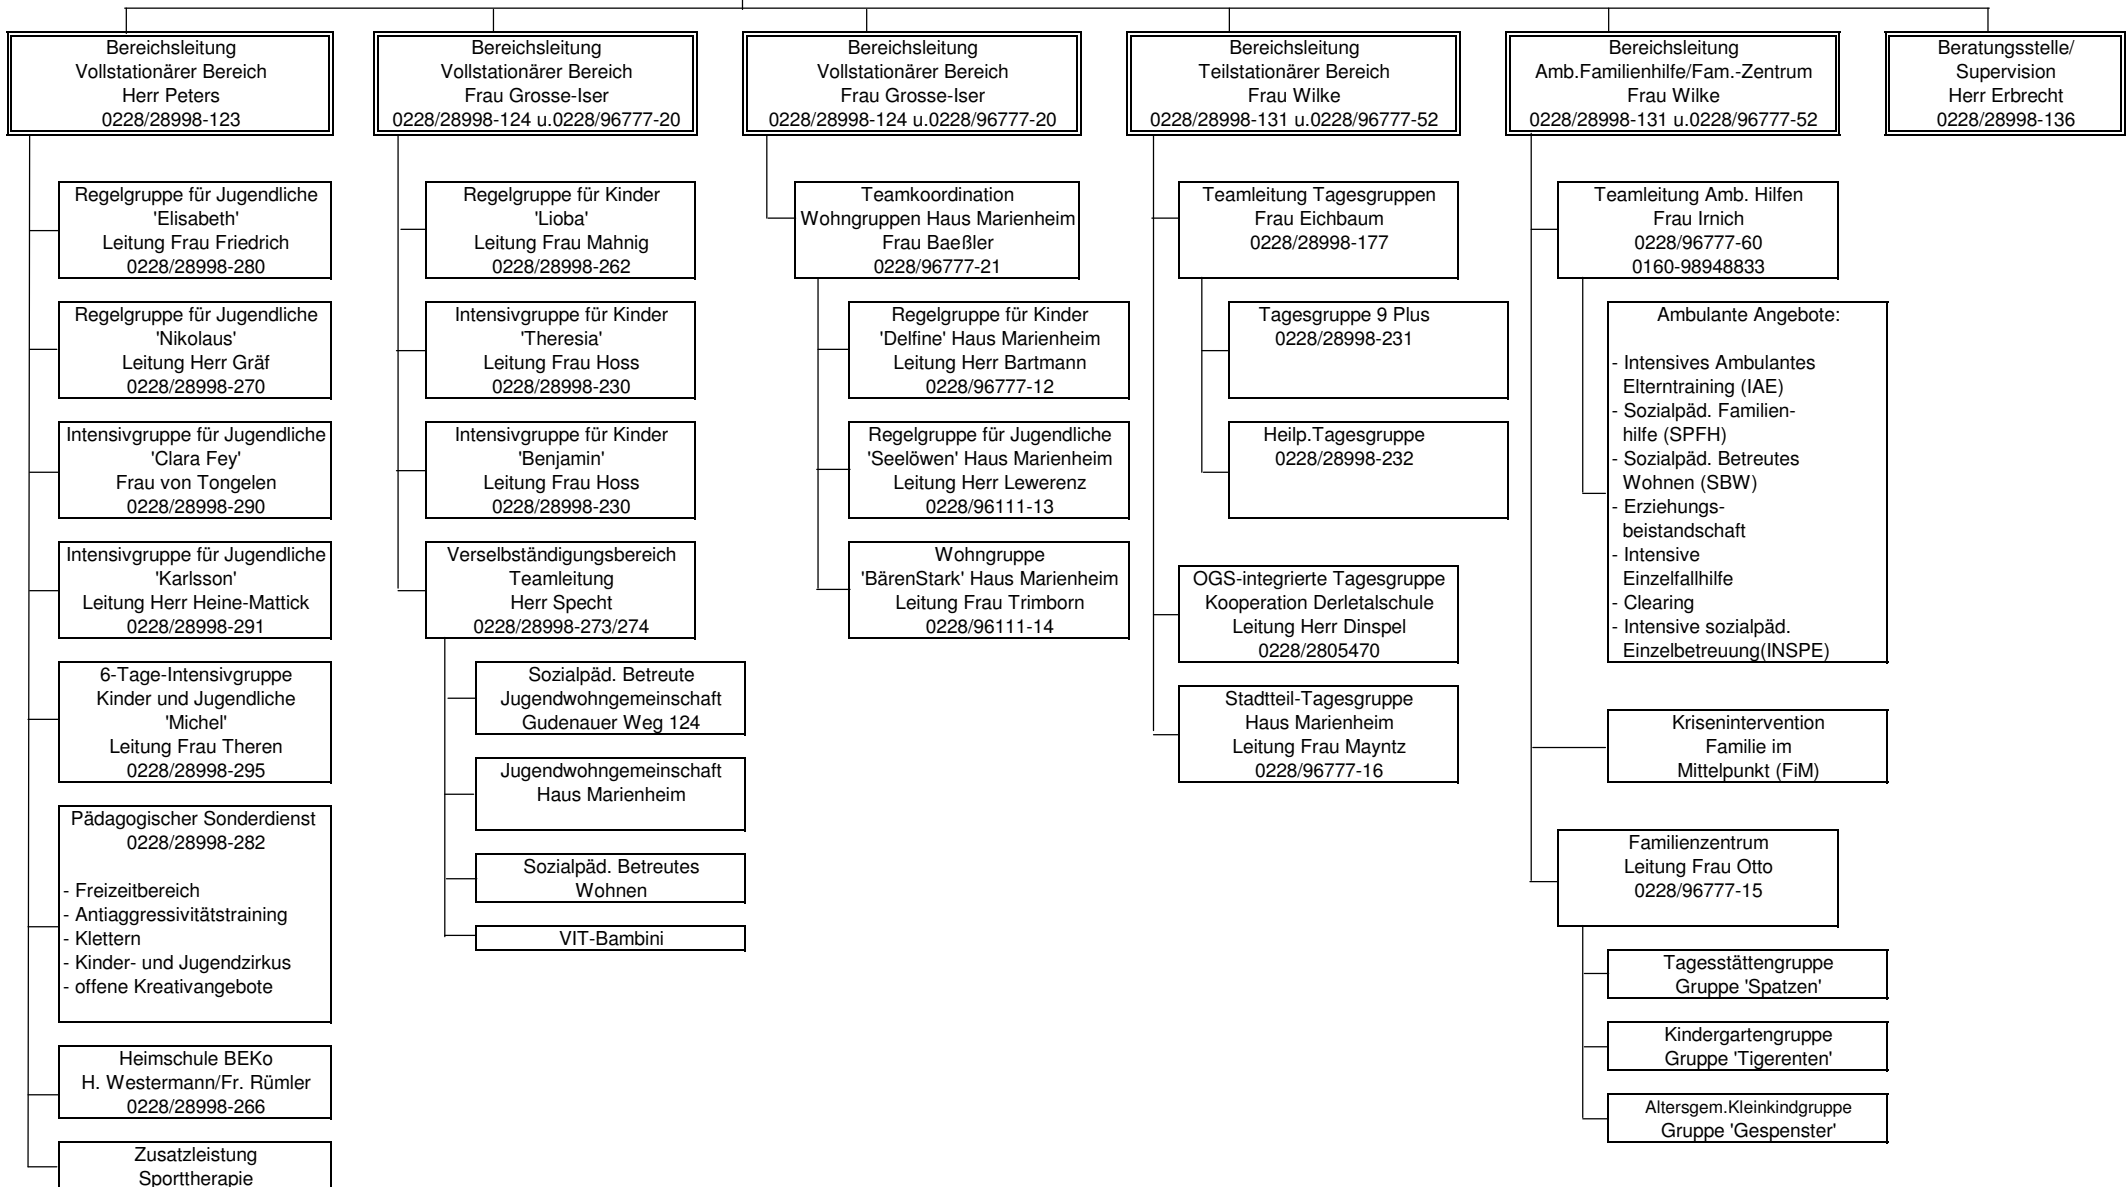 Bereichsleitung
Vollstationärer Bereich
Herr Peters
0228/28998-123
Regelgruppe für Jugendliche
'Elisabeth'
Leitung Frau Friedrich
0228/28998-280
Regelgruppe für Jugendliche
'Nikolaus'
Leitung Herr Gräf
0228/28998-270
Intensivgruppe für Jugendliche
'Clara Fey'
Frau von Tongelen
0228/28998-290
Intensivgruppe für Jugendliche
'Karlsson'
Leitung Herr Heine-Mattick
0228/28998-291
6-Tage-Intensivgruppe
Kinder und Jugendliche
'Michel'
Leitung Frau Theren
0228/28998-295
Pädagogischer Sonderdienst
0228/28998-282
- Freizeitbereich
- Antiaggressivitätstraining
- Klettern
- Kinder- und Jugendzirkus
- offene Kreativangebote
Heimschule BEKo
H. Westermann/Fr. Rümler
0228/28998-266
Zusatzleistung
Sporttherapie
Bereichsleitung
Vollstationärer Bereich
Frau Grosse-Iser
0228/28998-124 u.0228/96777-20
Regelgruppe für Kinder
'Lioba'
Leitung Frau Mahnig
0228/28998-262
Intensivgruppe für Kinder
'Theresia'
Leitung Frau Hoss
0228/28998-230
Intensivgruppe für Kinder
'Benjamin'
Leitung Frau Hoss
0228/28998-230
Verselbständigungsbereich
Teamleitung
Herr Specht
0228/28998-273/274
Sozialpäd. Betreute
Jugendwohngemeinschaft
Gudenauer Weg 124
Jugendwohngemeinschaft
Haus Marienheim
Sozialpäd. Betreutes
Wohnen
VIT-Bambini
Bereichsleitung
Vollstationärer Bereich
Frau Grosse-Iser
0228/28998-124 u.0228/96777-20
Teamkoordination
Wohngruppen Haus Marienheim
Frau Baeßler
0228/96777-21
Regelgruppe für Kinder
'Delfine' Haus Marienheim
Leitung Herr Bartmann
0228/96777-12
Regelgruppe für Jugendliche
'Seelöwen' Haus Marienheim
Leitung Herr Lewerenz
0228/96111-13
Wohngruppe
'BärenStark' Haus Marienheim
Leitung Frau Trimborn
0228/96111-14
Bereichsleitung
Teilstationärer Bereich
Frau Wilke
0228/28998-131 u.0228/96777-52
Teamleitung Tagesgruppen
Frau Eichbaum
0228/28998-177
Tagesgruppe 9 Plus
0228/28998-231
Heilp.Tagesgruppe
0228/28998-232
OGS-integrierte Tagesgruppe
Kooperation Derletalschule
Leitung Herr Dinspel
0228/2805470
Stadtteil-Tagesgruppe
Haus Marienheim
Leitung Frau Mayntz
0228/96777-16
Bereichsleitung
Amb.Familienhilfe/Fam.-Zentrum
Frau Wilke
0228/28998-131 u.0228/96777-52
Teamleitung Amb. Hilfen
Frau Irnich
0228/96777-60
0160-98948833
Ambulante Angebote:
- Intensives Ambulantes
Elterntraining (IAE)
- Sozialpäd. Familien-
hilfe (SPFH)
- Sozialpäd. Betreutes
Wohnen (SBW)
- Erziehungs-
beistandschaft
- Intensive
Einzelfallhilfe
- Clearing
- Intensive sozialpäd.
Einzelbetreuung(INSPE)
Krisenintervention
Familie im
Mittelpunkt (FiM)
Familienzentrum
Leitung Frau Otto
0228/96777-15
Tagesstättengruppe
Gruppe 'Spatzen'
Kindergartengruppe
Gruppe 'Tigerenten'
Altersgem.Kleinkindgruppe
Gruppe 'Gespenster'
Beratungsstelle/
Supervision
Herr Erbrecht
0228/28998-136